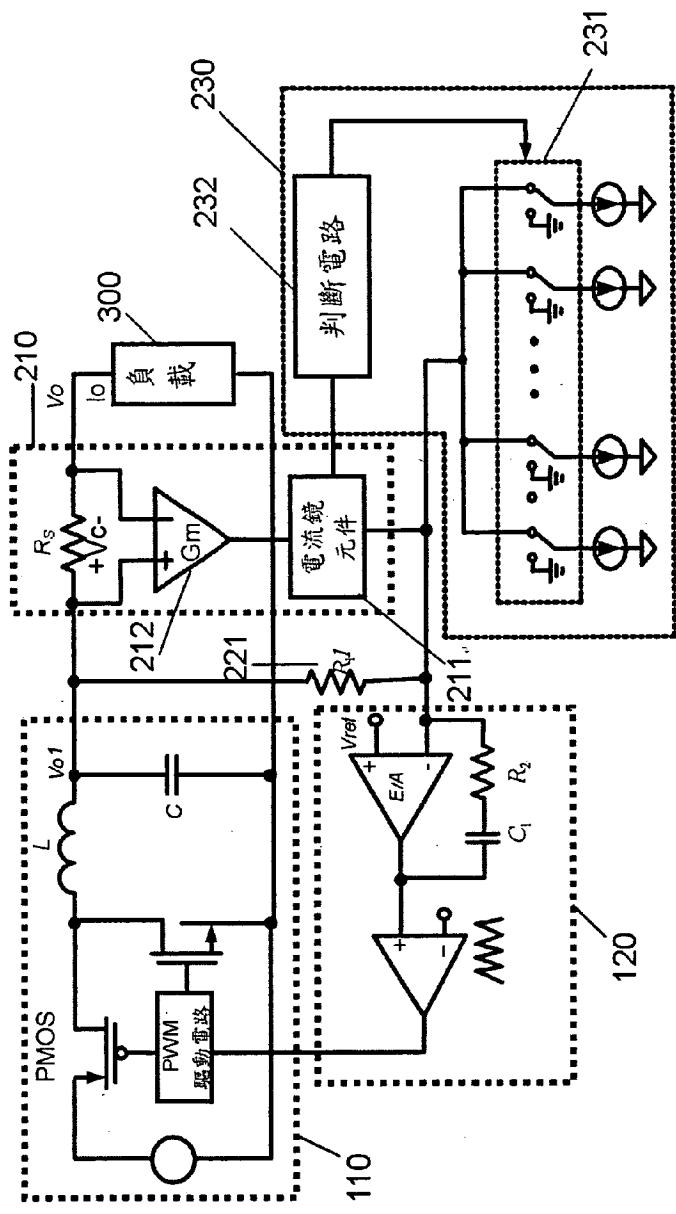 210
Vo
Io
300
負載
Rs
+Vc-
+
−
Gm
212
電流鏡
元件
211
230
232
判斷電路
231
Vo1
L
C
PMOS
PWM
驅動電路
110
221
Vref
+
-
E/A
R2
C1
+
-
120